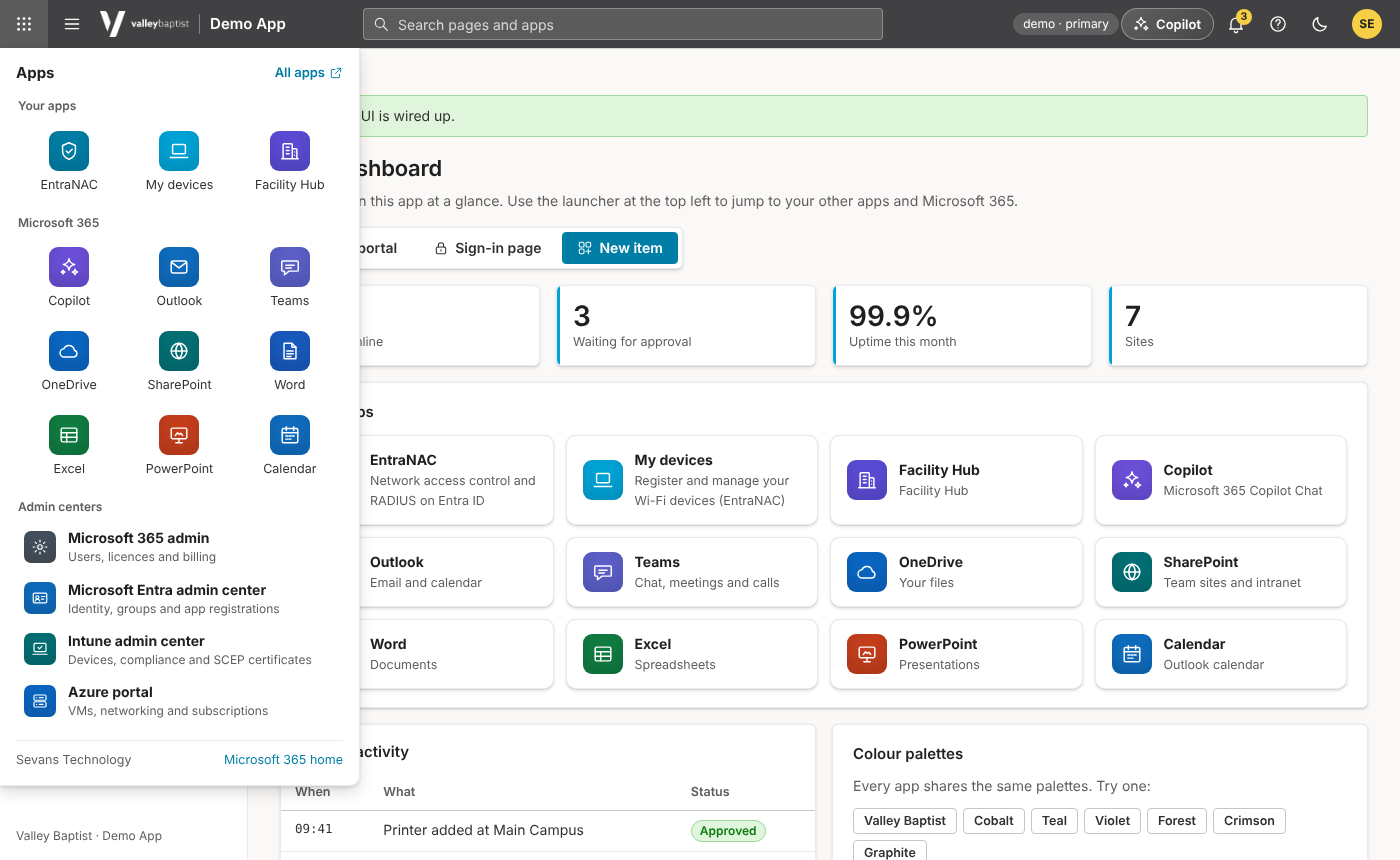 valleybaptist
Demo App
Search pages and apps
demo · primary
Copilot
3
SE
Apps
All apps
Your apps
EntraNAC
My devices
Facility Hub
Microsoft 365
Copilot
Outlook
Teams
OneDrive
SharePoint
Word
Excel
PowerPoint
Calendar
Admin centers
Microsoft 365 admin
Users, licences and billing
Microsoft Entra admin center
Identity, groups and app registrations
Intune admin center
Devices, compliance and SCEP certificates
Azure portal
VMs, networking and subscriptions
Sevans Technology
Microsoft 365 home
Valley Baptist · Demo App
UI is wired up.
shboard
n this app at a glance. Use the launcher at the top left to jump to your other apps and Microsoft 365.
portal
Sign-in page
New item
nline
3
Waiting for approval
99.9%
Uptime this month
7
Sites
ps
EntraNAC
Network access control and
RADIUS on Entra ID
My devices
Register and manage your
Wi-Fi devices (EntraNAC)
Facility Hub
Facility Hub
Copilot
Microsoft 365 Copilot Chat
Outlook
Email and calendar
Teams
Chat, meetings and calls
OneDrive
Your files
SharePoint
Team sites and intranet
Word
Documents
Excel
Spreadsheets
PowerPoint
Presentations
Calendar
Outlook calendar
activity
When
What
Status
09:41
Printer added at Main Campus
Approved
Colour palettes
Every app shares the same palettes. Try one:
Valley Baptist
Cobalt
Teal
Violet
Forest
Crimson
Graphite